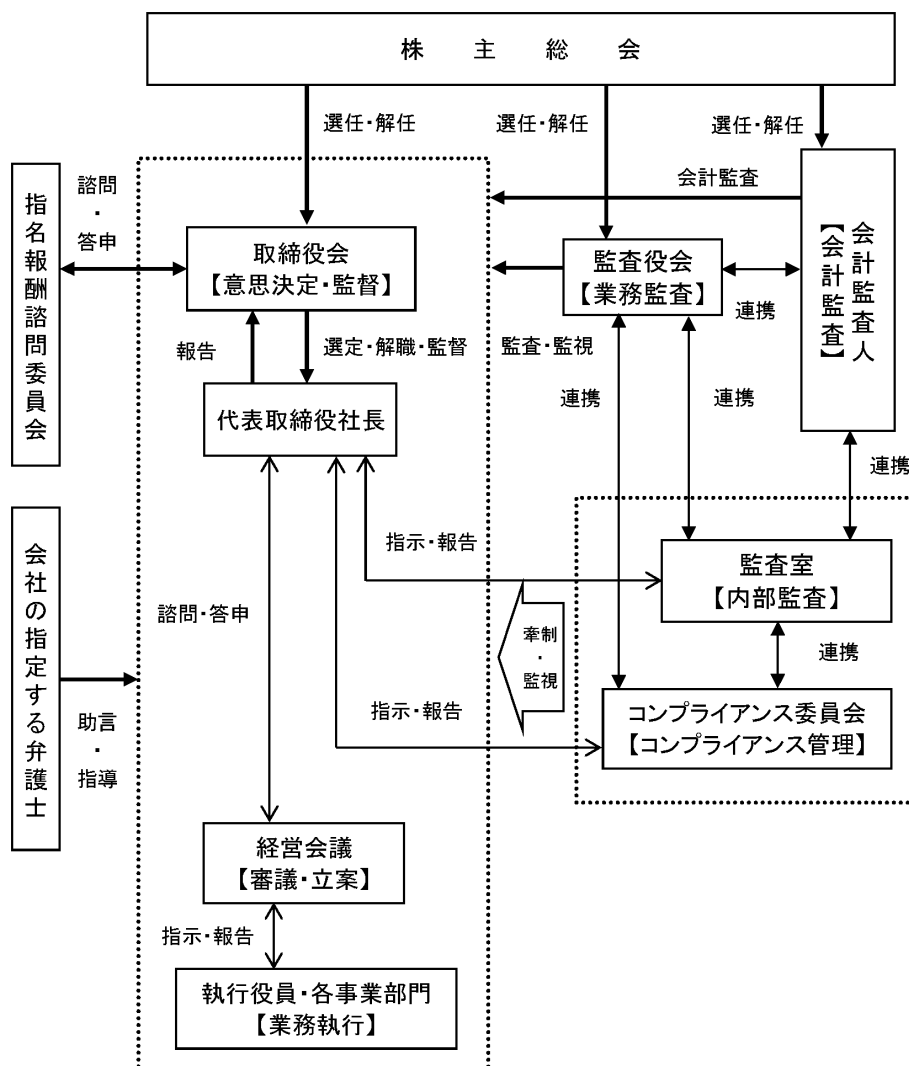 株主総会
選任・解任
選任・解任
選任・解任
会計監査
諮問
・
答申
指名報酬諮問委員会
取締役会
【意思決定・監督】
監査役会
【業務監査】
連携
会計監査人
【会計監査】
報告
選定・解職・監督
監査・監視
代表取締役社長
連携
連携
連携
会社の指定する弁護士
助言
・
指導
指示・報告
監査室
【内部監査】
諮問・答申
牽制
・
監視
連携
指示・報告
コンプライアンス委員会
【コンプライアンス管理】
経営会議
【審議・立案】
指示・報告
執行役員・各事業部門
【業務執行】